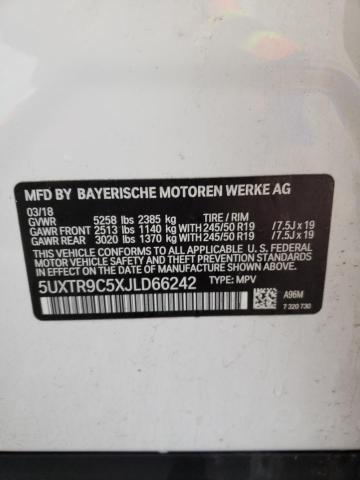 MFD BY BAYERISCHE MOTOREN WERKE AG
03/18
GVWR 5258 lbs 2385 kg TIRE / RIM
GAWR FRONT 2513 lbs 1140 kg WITH 245/50 R19 /7.5J x 19
GAWR REAR 3020 lbs 1370 kg WITH 245/50 R19 /7.5J x 19
THIS VEHICLE CONFORMS TO ALL APPLICABLE U.S. FEDERAL
MOTOR VEHICLE SAFETY STANDARDS IN EFFECT ON THE
DATE OF MANUFACTURE SHOWN ABOVE.
5UXTR9C5XJLD66242 TYPE: MPV
A96M
7 320 730